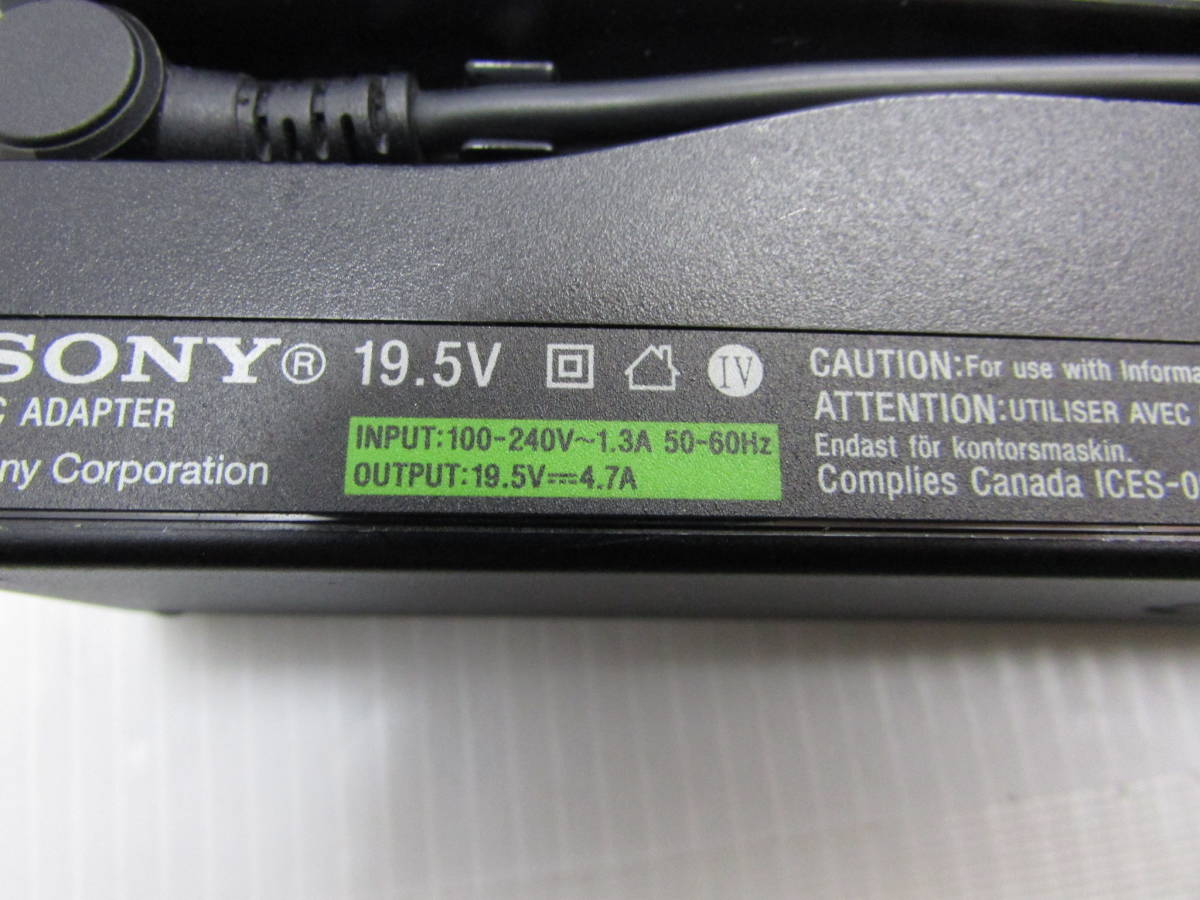 SONY® 19.5V IV
C ADAPTER
ny Corporation
INPUT:100-240V~1.3A 50-60Hz
OUTPUT:19.5V⎓4.7A
CAUTION:For use with Informa
ATTENTION:UTILISER AVEC
Endast för kontorsmaskin.
Complies Canada ICES-0